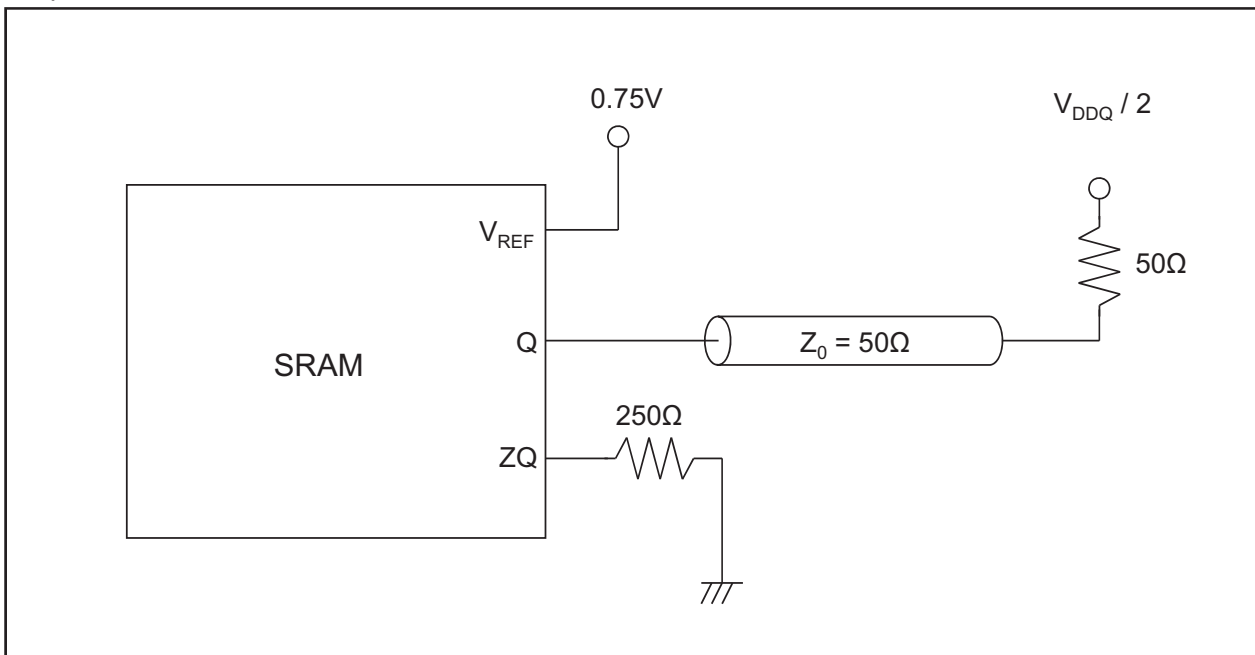 0.75V
V_DDQ / 2
V_REF
50Ω
Q
Z_0 = 50Ω
SRAM
250Ω
ZQ